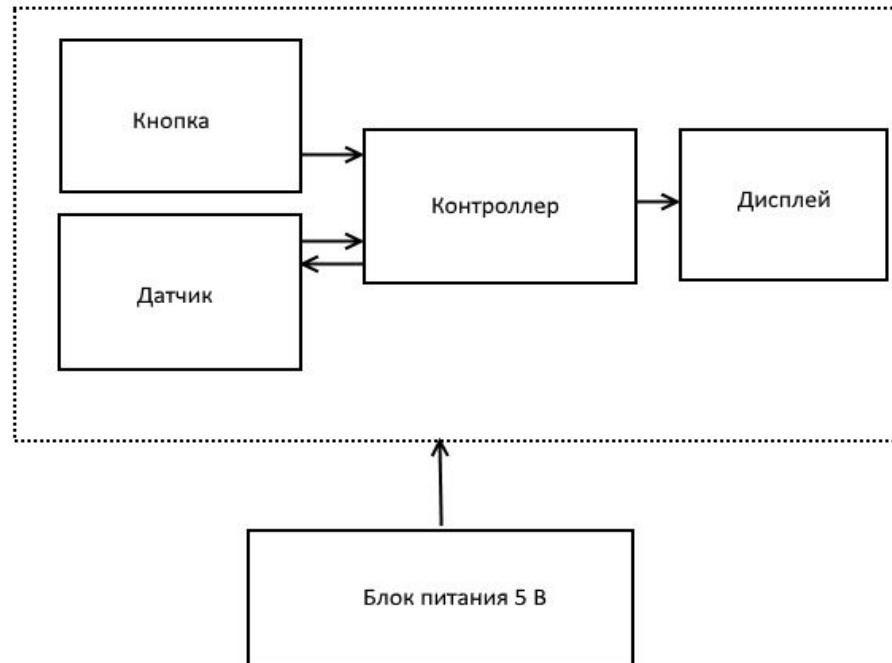 Кнопка
Контроллер
Дисплей
Датчик
Блок питания 5 В